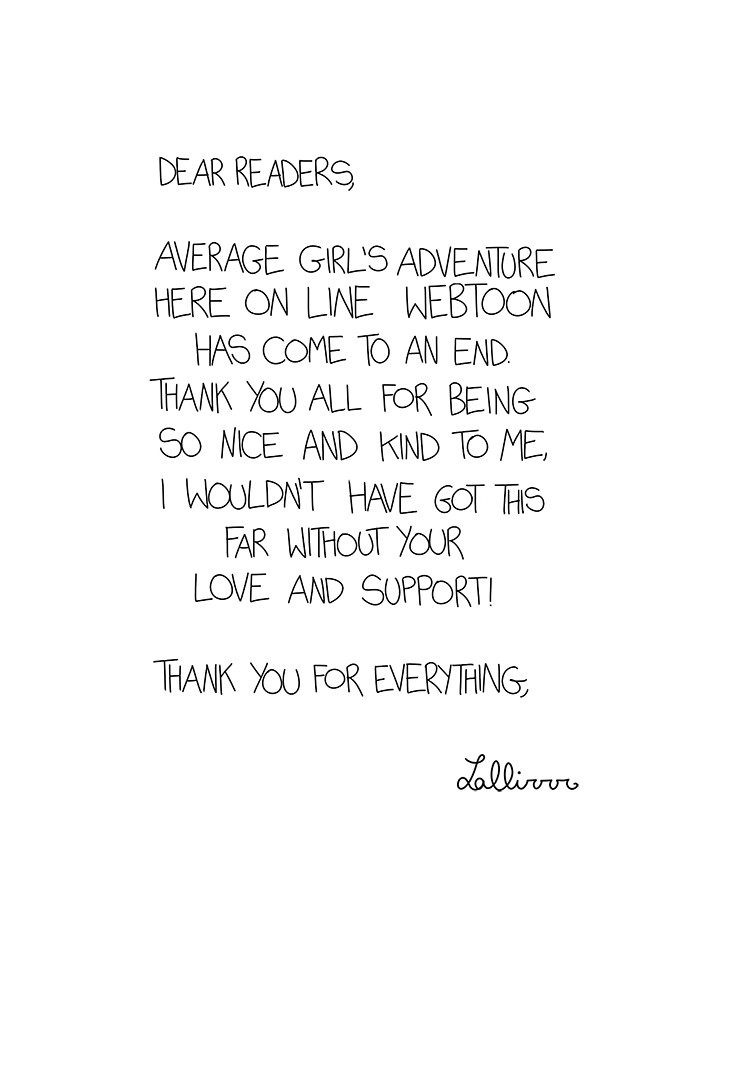 DEAR READERS,
AVERAGE GIRL'S ADVENTURE
HERE ON LINE WEBTOON
HAS COME TO AN END.
THANK YOU ALL FOR BEING
SO NICE AND KIND TO ME,
I WOULDN'T HAVE GOT THIS
FAR WITHOUT YOUR
LOVE AND SUPPORT!
THANK YOU FOR EVERYTHING,
Lallirrr